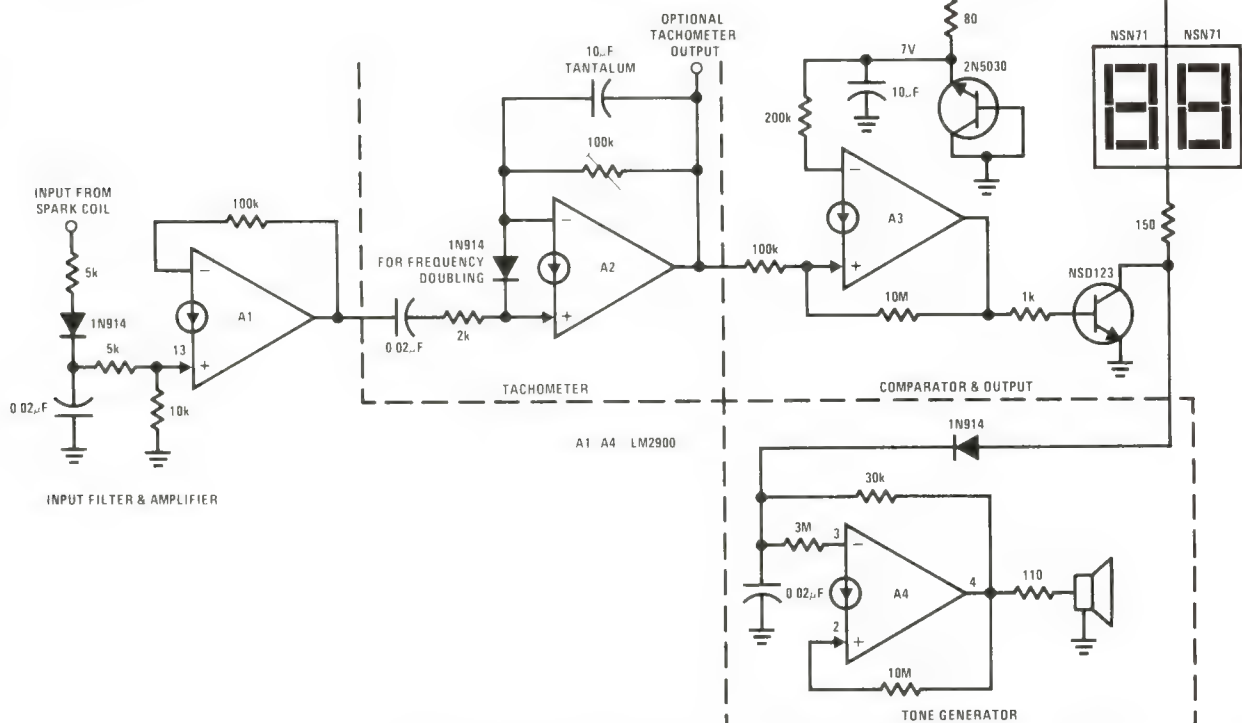 OPTIONAL
TACHOMETER
OUTPUT
80
10μF
TANTALUM
7V
2N5030
10μF
200k
NSN71
NSN71
100k
INPUT FROM
SPARK COIL
100k
5k
1N914
5k
13
0 02μF
10k
−
+
A1
INPUT FILTER & AMPLIFIER
1N914
FOR FREQUENCY
DOUBLING
0 02μF
2k
−
+
A2
TACHOMETER
100k
−
+
A3
10M
1k
NSD123
150
COMPARATOR & OUTPUT
A1 A4 LM2900
1N914
30k
3M
3
−
0 02μF
A4
4
110
2
+
10M
TONE GENERATOR